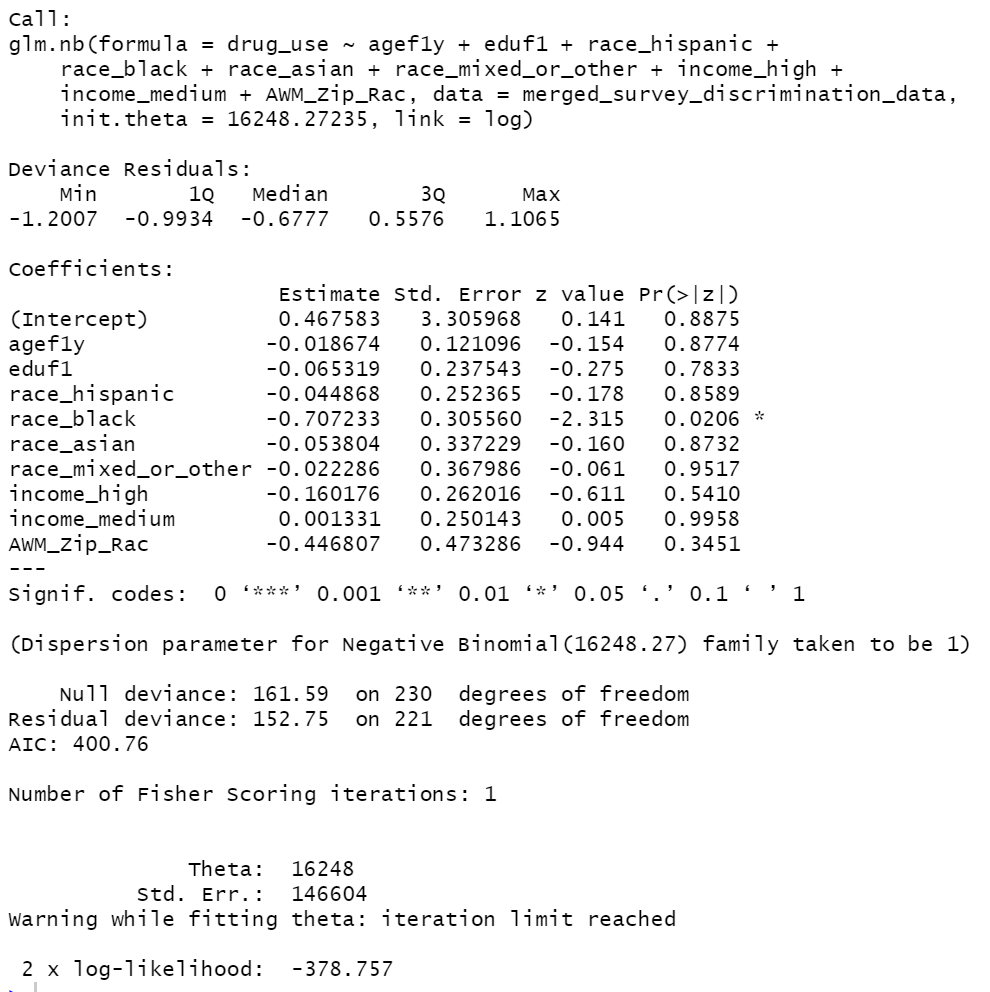 Call:
glm.nb(formula = drug_use ~ agef1y + eduf1 + race_hispanic +
    race_black + race_asian + race_mixed_or_other + income_high +
    income_medium + AWM_Zip_Rac, data = merged_survey_discrimination_data,
    init.theta = 16248.27235, link = log)

Deviance Residuals:
    Min       1Q   Median       3Q      Max
-1.2007  -0.9934  -0.6777   0.5576   1.1065

Coefficients:
                     Estimate Std. Error z value Pr(>|z|)
(Intercept)          0.467583   3.305968   0.141   0.8875
agef1y              -0.018674   0.121096  -0.154   0.8774
eduf1               -0.065319   0.237543  -0.275   0.7833
race_hispanic       -0.044868   0.252365  -0.178   0.8589
race_black          -0.707233   0.305560  -2.315   0.0206 *
race_asian          -0.053804   0.337229  -0.160   0.8732
race_mixed_or_other -0.022286   0.367986  -0.061   0.9517
income_high         -0.160176   0.262016  -0.611   0.5410
income_medium        0.001331   0.250143   0.005   0.9958
AWM_Zip_Rac         -0.446807   0.473286  -0.944   0.3451
---
Signif. codes:  0 ‘***’ 0.001 ‘**’ 0.01 ‘*’ 0.05 ‘.’ 0.1 ‘ ’ 1

(Dispersion parameter for Negative Binomial(16248.27) family taken to be 1)

    Null deviance: 161.59  on 230  degrees of freedom
Residual deviance: 152.75  on 221  degrees of freedom
AIC: 400.76

Number of Fisher Scoring iterations: 1


              Theta:  16248
          Std. Err.:  146604
Warning while fitting theta: iteration limit reached

 2 x log-likelihood:  -378.757